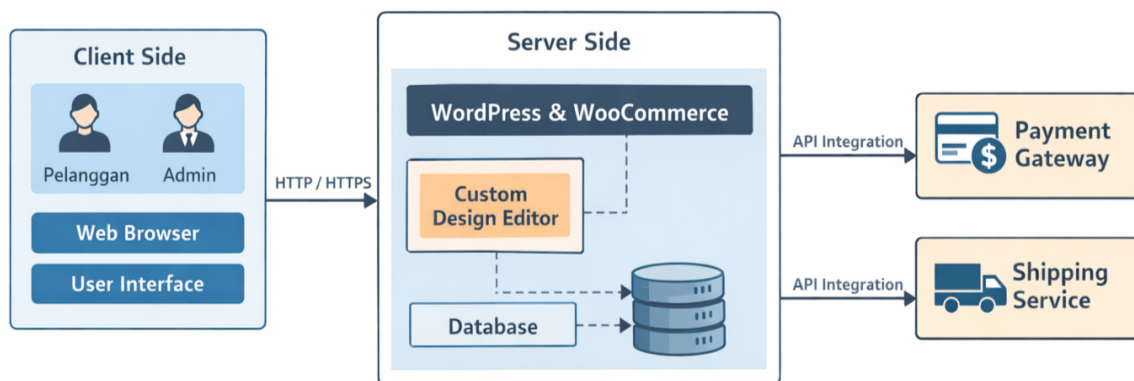 Client Side
Pelanggan
Admin
Web Browser
User Interface
HTTP / HTTPS
Server Side
WordPress & WooCommerce
Custom
Design Editor
Database
API Integration
Payment
Gateway
API Integration
Shipping
Service